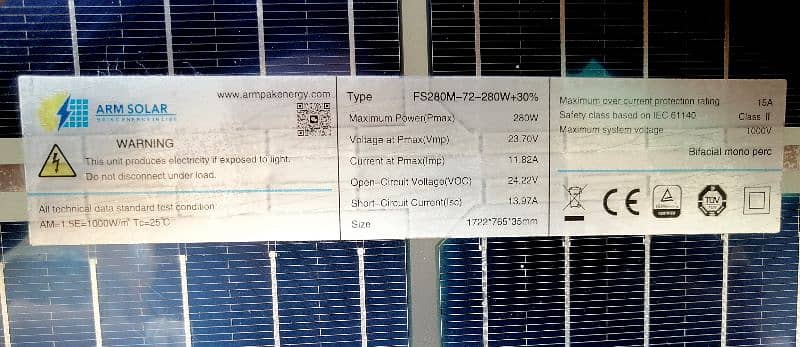 ARM SOLAR
www.armpakenergy.com
WARNING
This unit produces electricity if exposed to light.
Do not disconnect under load.
All technical data standard test condition
AM=1.5E=1000W/m² Tc=25℃
Type FS280M-72-280W+30%
Maximum Power(Pmax) 280W
Voltage at Pmax(Vmp) 23.70V
Current at Pmax(Imp) 11.82A
Open-Circuit Voltage(VOC) 24.22V
Short-Circuit Current(Isc) 13.97A
Size 1722*765*35mm
Maximum over current protection rating 15A
Safety class based on IEC 61140 Class II
Maximum system voltage 1000V
Bifacial mono perc
CE
TUV